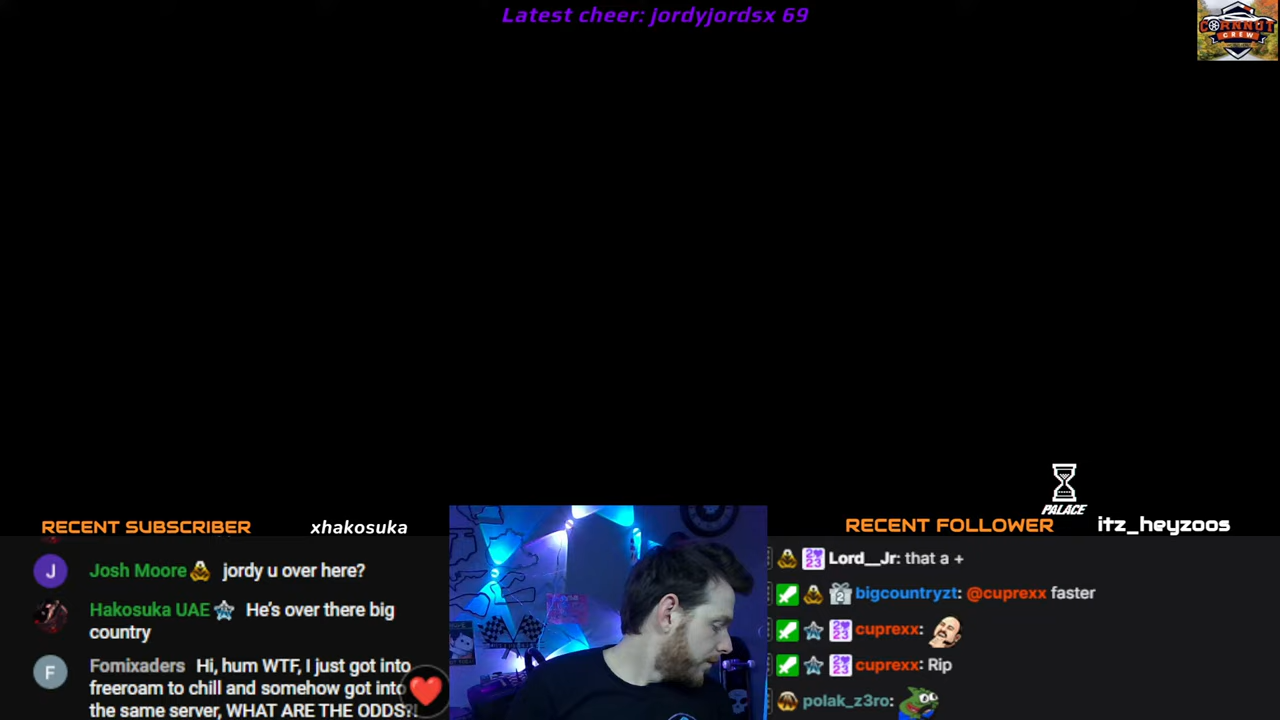 Latest cheer: jordyjordsx 69
CORNNUT
CREW
PALACE
RECENT SUBSCRIBER xhakosuka
RECENT FOLLOWER itz_heyzoos
J Josh Moore jordy u over here?
Hakosuka UAE He's over there big
country
F Fomixaders Hi, hum WTF, I just got into
freeroam to chill and somehow got into
the same server, WHAT ARE THE ODDS?!
Lord__Jr: that a +
bigcountryzt: @cuprexx faster
cuprexx:
cuprexx: Rip
polak_z3ro: